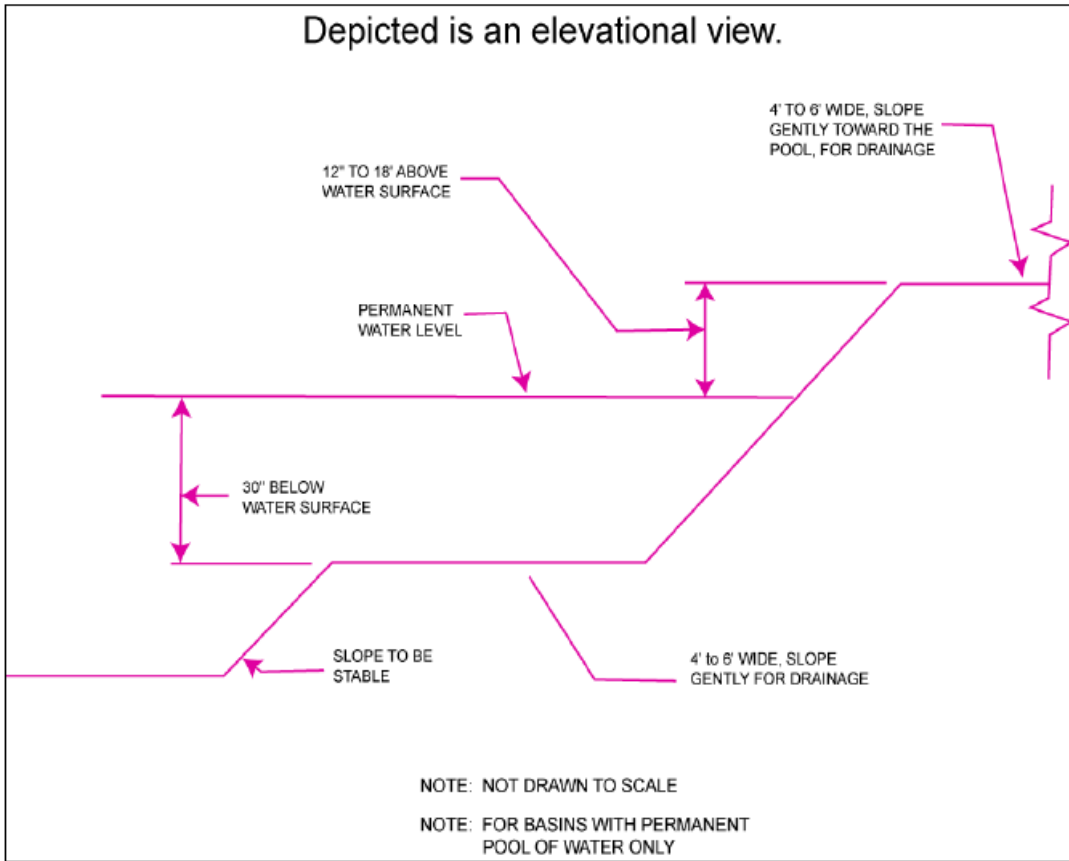 Depicted is an elevational view.
4' TO 6' WIDE, SLOPE
GENTLY TOWARD THE
POOL, FOR DRAINAGE
12" TO 18' ABOVE
WATER SURFACE
PERMANENT
WATER LEVEL
30" BELOW
WATER SURFACE
SLOPE TO BE
STABLE
4' to 6' WIDE, SLOPE
GENTLY FOR DRAINAGE
NOTE: NOT DRAWN TO SCALE
NOTE: FOR BASINS WITH PERMANENT
POOL OF WATER ONLY